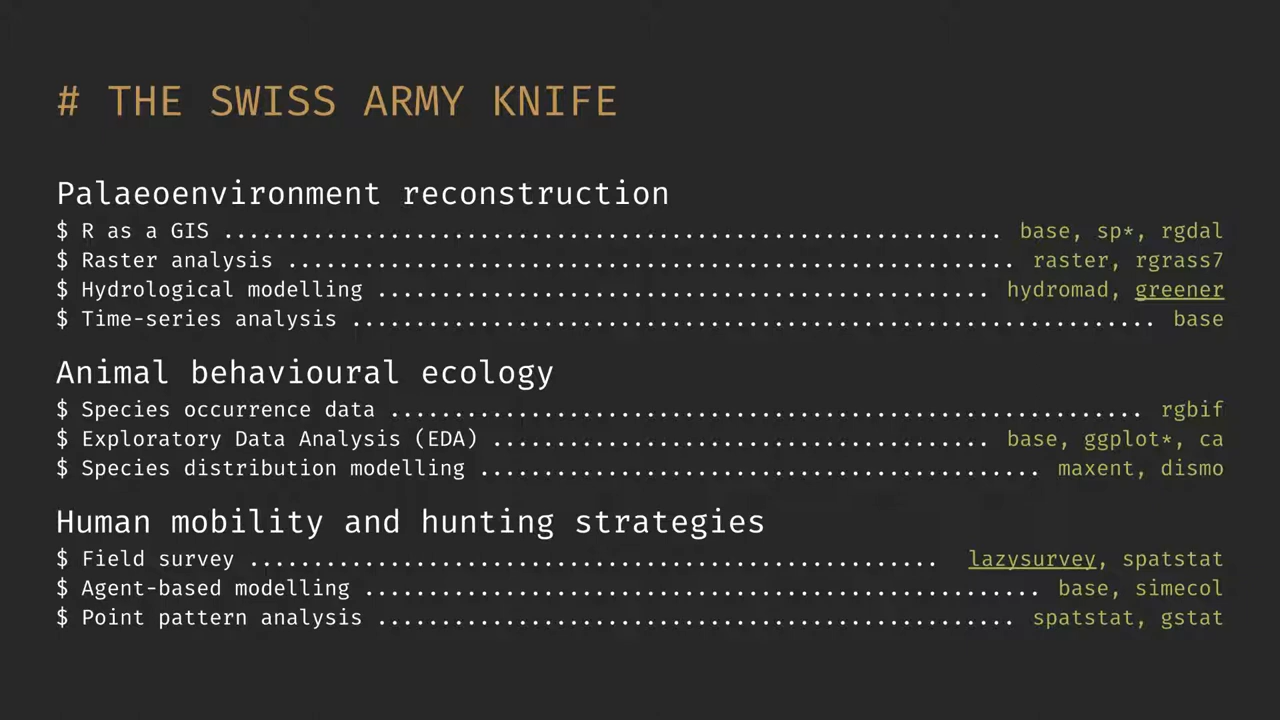 # THE SWISS ARMY KNIFE
Palaeoenvironment reconstruction
$ R as a GIS ............................................................. base, sp*, rgdal
$ Raster analysis ......................................................... raster, rgrass7
$ Hydrological modelling ................................................ hydromad, greener
$ Time-series analysis ............................................................... base
Animal behavioural ecology
$ Species occurrence data ........................................................... rgbif
$ Exploratory Data Analysis (EDA) ....................................... base, ggplot*, ca
$ Species distribution modelling ............................................ maxent, dismo
Human mobility and hunting strategies
$ Field survey ...................................................... lazysurvey, spatstat
$ Agent-based modelling ..................................................... base, simecol
$ Point pattern analysis .................................................. spatstat, gstat